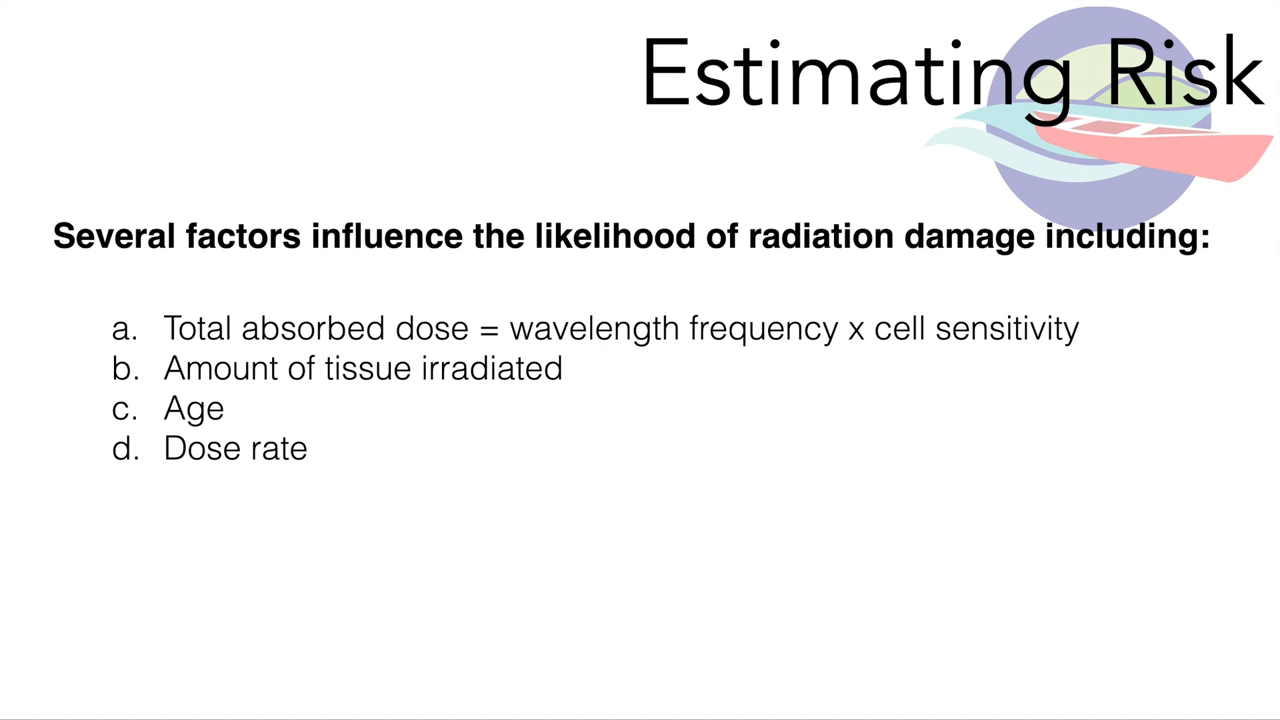 Estimating Risk
Several factors influence the likelihood of radiation damage including:
a. Total absorbed dose = wavelength frequency x cell sensitivity
b. Amount of tissue irradiated
c. Age
d. Dose rate